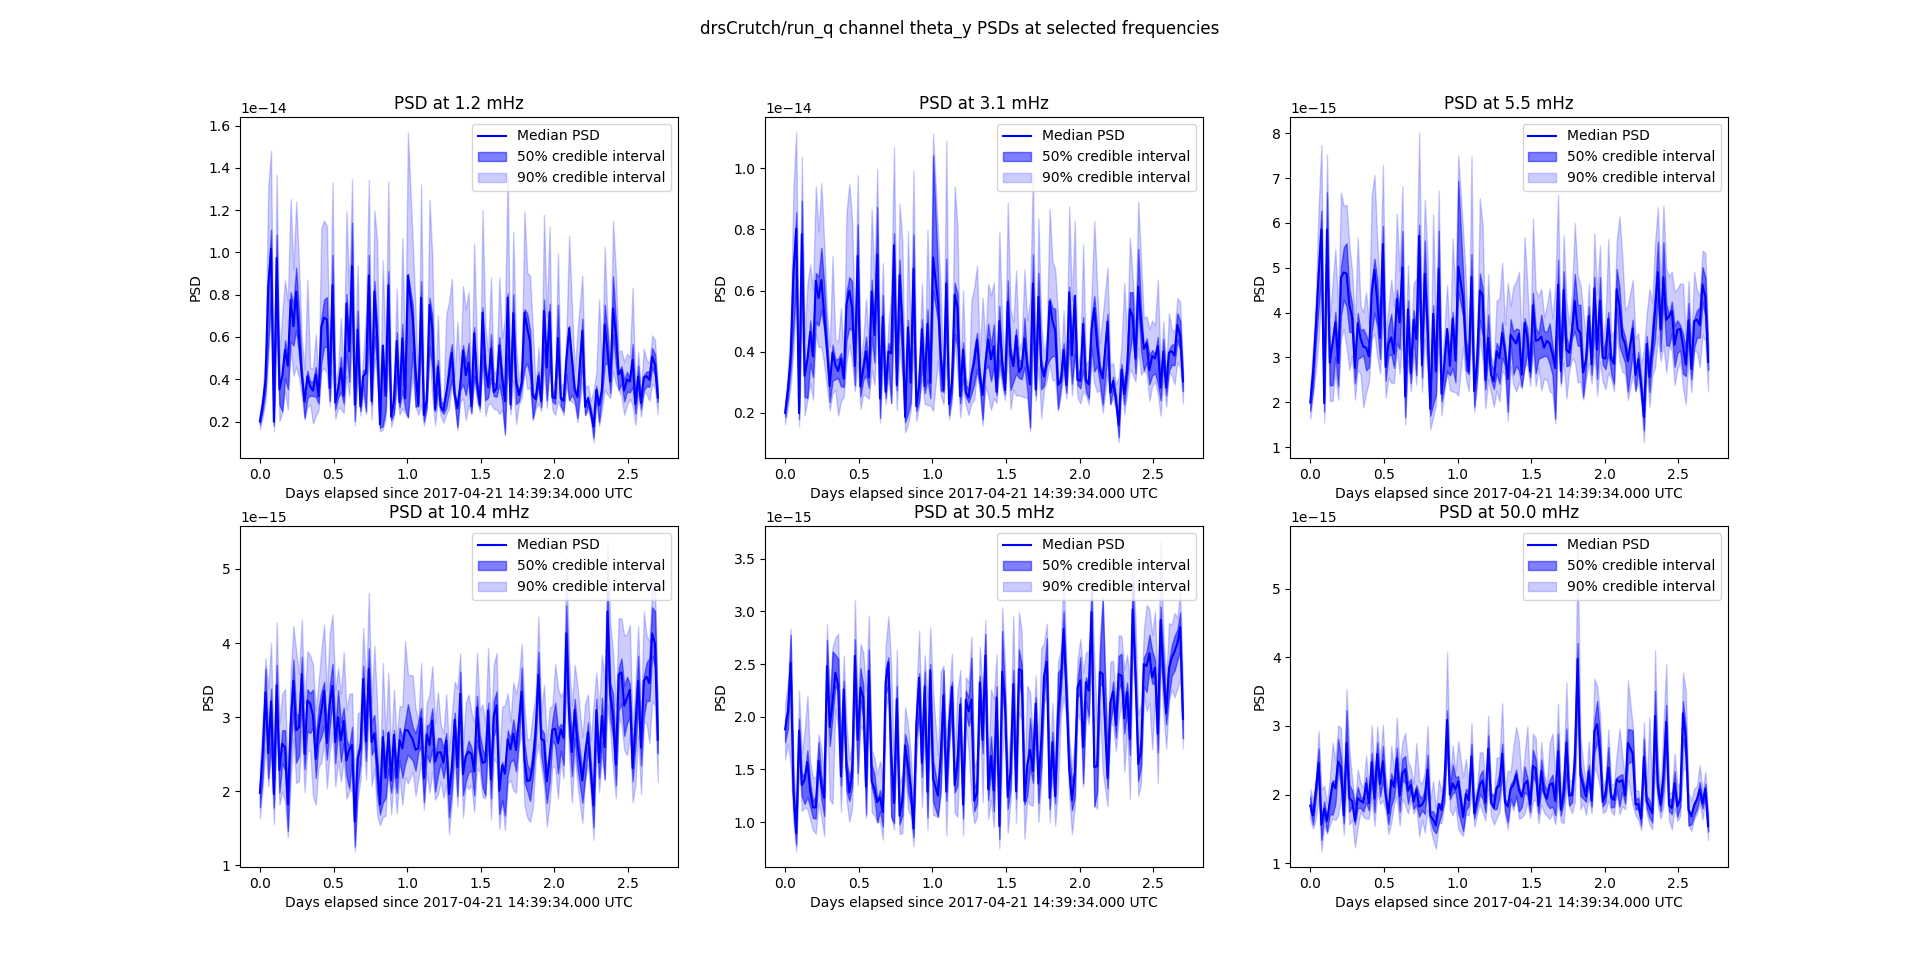 drsCrutch/run_q channel theta_y PSDs at selected frequencies
PSD at 1.2 mHz
1e−14
PSD
1.6
1.4
1.2
1.0
0.8
0.6
0.4
0.2
Median PSD
50% credible interval
90% credible interval
0.0 0.5 1.0 1.5 2.0 2.5
Days elapsed since 2017-04-21 14:39:34.000 UTC
PSD at 3.1 mHz
1e−14
PSD
1.0
0.8
0.6
0.4
0.2
Median PSD
50% credible interval
90% credible interval
0.0 0.5 1.0 1.5 2.0 2.5
Days elapsed since 2017-04-21 14:39:34.000 UTC
PSD at 5.5 mHz
1e−15
PSD
8
7
6
5
4
3
2
1
Median PSD
50% credible interval
90% credible interval
0.0 0.5 1.0 1.5 2.0 2.5
Days elapsed since 2017-04-21 14:39:34.000 UTC
PSD at 10.4 mHz
1e−15
PSD
5
4
3
2
1
Median PSD
50% credible interval
90% credible interval
0.0 0.5 1.0 1.5 2.0 2.5
Days elapsed since 2017-04-21 14:39:34.000 UTC
PSD at 30.5 mHz
1e−15
PSD
3.5
3.0
2.5
2.0
1.5
1.0
Median PSD
50% credible interval
90% credible interval
0.0 0.5 1.0 1.5 2.0 2.5
Days elapsed since 2017-04-21 14:39:34.000 UTC
PSD at 50.0 mHz
1e−15
PSD
5
4
3
2
1
Median PSD
50% credible interval
90% credible interval
0.0 0.5 1.0 1.5 2.0 2.5
Days elapsed since 2017-04-21 14:39:34.000 UTC